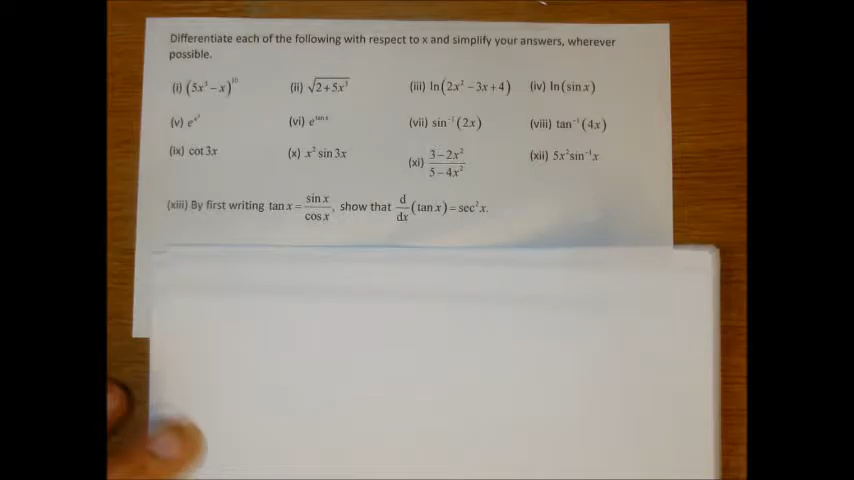 Differentiate each of the following with respect to x and simplify your answers, wherever
possible.
(i) (5x³ – x)¹⁰ (ii) √(2+5x³) (iii) ln(2x² – 3x + 4) (iv) ln(sin x)
(v) e^(x²) (vi) e^(tan x) (vii) sin⁻¹(2x) (viii) tan⁻¹(4x)
(ix) cot 3x (x) x² sin 3x (xi) (3 – 2x²)/(5 – 4x²) (xii) 5x²sin⁻¹x
(xiii) By first writing tan x = sin x/cos x, show that d/dx (tan x) = sec²x.